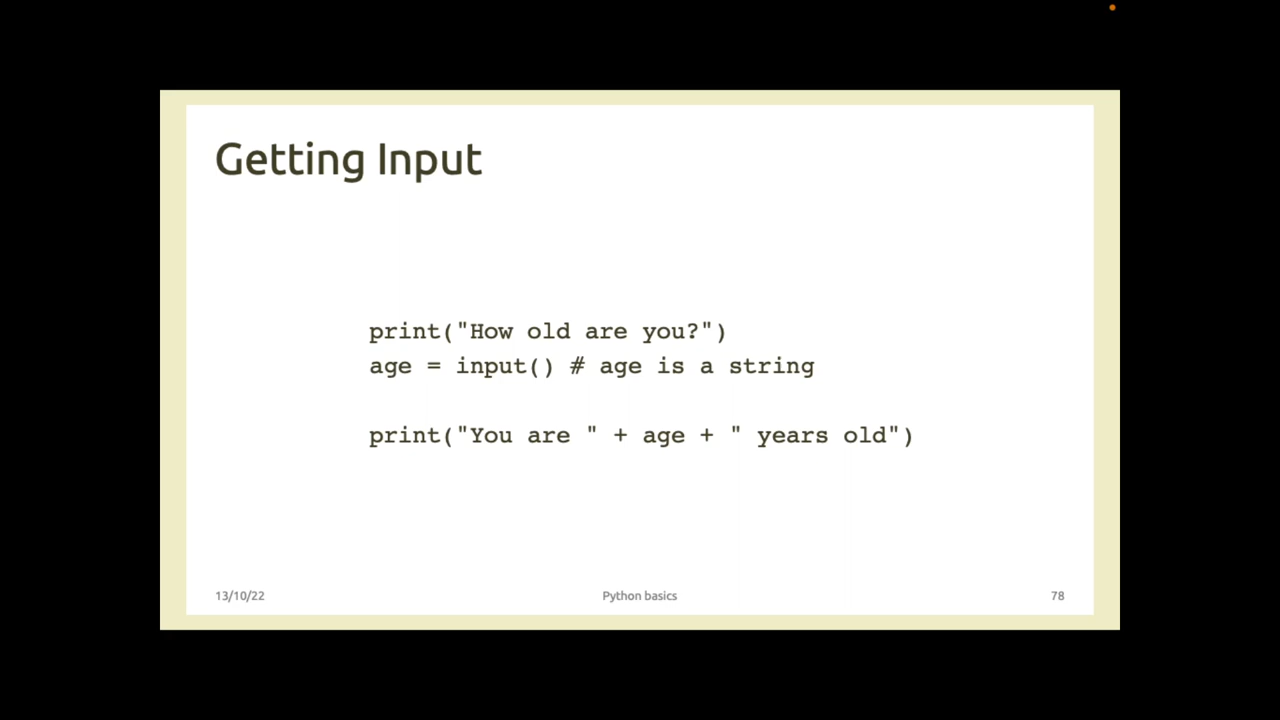 Getting Input
print("How old are you?")
age = input() # age is a string
print("You are " + age + " years old")
13/10/22
Python basics
78